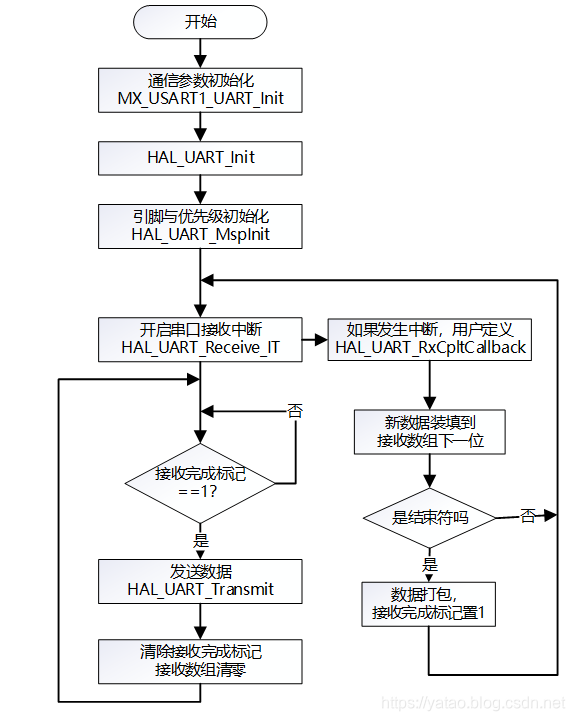 开始
通信参数初始化
MX_USART1_UART_Init
HAL_UART_Init
引脚与优先级初始化
HAL_UART_MspInit
开启串口接收中断
HAL_UART_Receive_IT
如果发生中断，用户定义
HAL_UART_RxCpltCallback
否
新数据装填到
接收数组下一位
接收完成标记
==1?
是结束符吗
否
是
是
发送数据
HAL_UART_Transmit
数据打包，
接收完成标记置1
清除接收完成标记
接收数组清零
https://yatao.blog.csdn.net